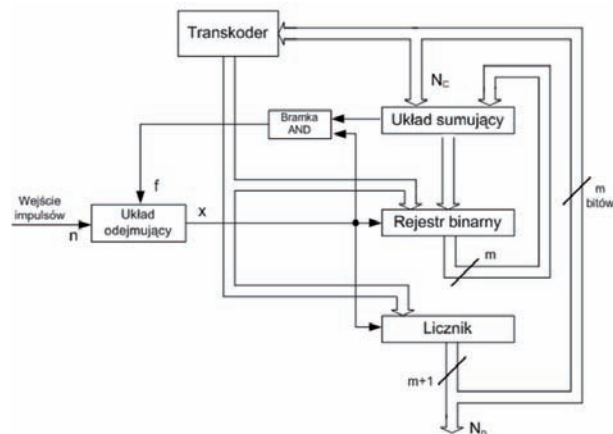 Transkoder
N_C
Układ sumujący
Bramka
AND
Wejście
impulsów
n
f
Układ
odejmujący
x
Rejestr binarny
m
m
bitów
Licznik
m+1
N_D